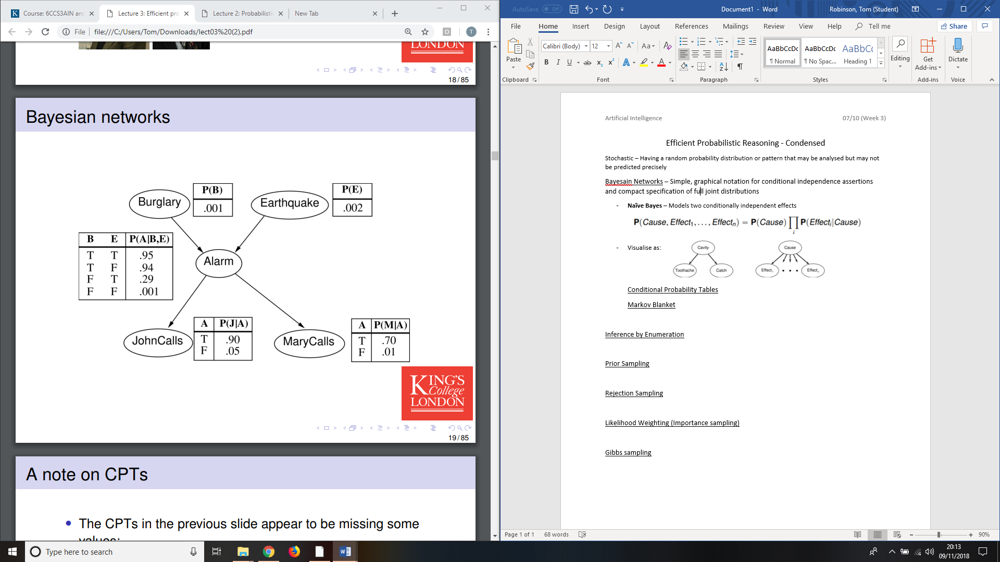 Course: 6CCS3AIN an
Lecture 3: Efficient pro
Lecture 2: Probabilisti
New Tab
File
file:///C:/Users/Tom/Downloads/lect03%20(2).pdf
T
LONDON
18/85
Bayesian networks
Burglary
P(B)
.001
Earthquake
P(E)
.002
B E P(A|B,E)
T T .95
T F .94
F T .29
F F .001
Alarm
JohnCalls
A P(J|A)
T .90
F .05
MaryCalls
A P(M|A)
T .70
F .01
KING'S
College
LONDON
19/85
A note on CPTs
The CPTs in the previous slide appear to be missing some
values:
AutoSave Off
Document1 - Word
Robinson, Tom (Student)
File Home Insert Design Layout References Mailings Review View Help Tell me
Share
Paste
Clipboard
Calibri (Body) 12
Font
Paragraph
AaBbCcDc AaBbCcDc AaBbCc
¶ Normal ¶ No Spac... Heading 1
Styles
Editing
Get
Add-ins
Add-ins
Dictate
Voice
Artificial Intelligence 07/10 (Week 3)
Efficient Probabilistic Reasoning - Condensed
Stochastic – Having a random probability distribution or pattern that may be analysed but may not
be predicted precisely
Bayesain Networks – Simple, graphical notation for conditional independence assertions
and compact specification of full joint distributions
- Naïve Bayes – Models two conditionally independent effects
P(Cause, Effect₁, . . . , Effectₙ) = P(Cause) ∏ᵢ P(Effectᵢ|Cause)
- Visualise as:
Cavity
Toothache
Catch
Cause
Effect₁
Effectₙ
Conditional Probability Tables
Markov Blanket
Inference by Enumeration
Prior Sampling
Rejection Sampling
Likelihood Weighting (Importance sampling)
Gibbs sampling
Page 1 of 1 68 words
90%
Type here to search
20:13
09/11/2018